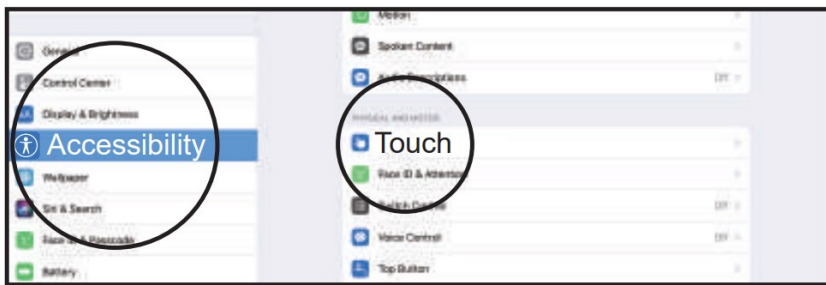 General
Control Center
Display & Brightness
Accessibility
Wallpaper
Siri & Search
Face ID & Passcode
Battery
Motion
Spoken Content
Audio Descriptions
Off
PHYSICAL AND MOTOR
Touch
Face ID & Attention
Switch Control
Off
Voice Control
Off
Top Button